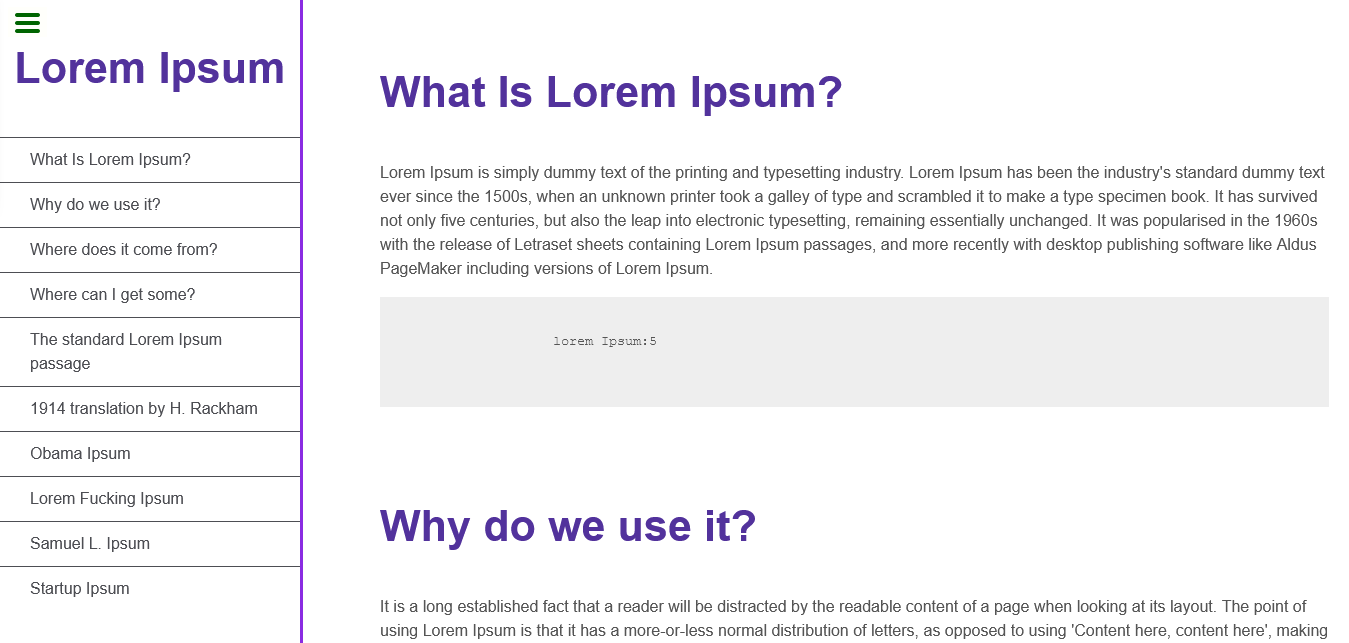 Lorem Ipsum
What Is Lorem Ipsum?
Why do we use it?
Where does it come from?
Where can I get some?
The standard Lorem Ipsum
passage
1914 translation by H. Rackham
Obama Ipsum
Lorem Fucking Ipsum
Samuel L. Ipsum
Startup Ipsum
What Is Lorem Ipsum?
Lorem Ipsum is simply dummy text of the printing and typesetting industry. Lorem Ipsum has been the industry's standard dummy text
ever since the 1500s, when an unknown printer took a galley of type and scrambled it to make a type specimen book. It has survived
not only five centuries, but also the leap into electronic typesetting, remaining essentially unchanged. It was popularised in the 1960s
with the release of Letraset sheets containing Lorem Ipsum passages, and more recently with desktop publishing software like Aldus
PageMaker including versions of Lorem Ipsum.
lorem Ipsum:5
Why do we use it?
It is a long established fact that a reader will be distracted by the readable content of a page when looking at its layout. The point of
using Lorem Ipsum is that it has a more-or-less normal distribution of letters, as opposed to using 'Content here, content here', making